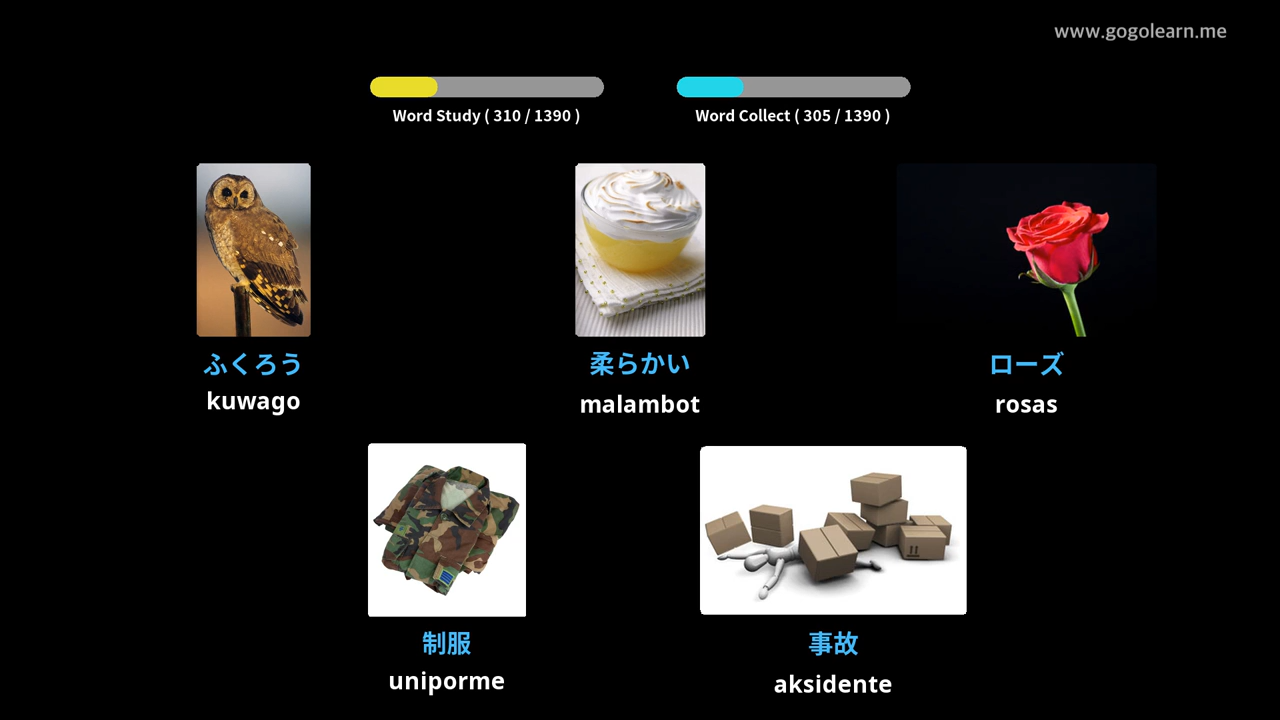 www.gogolearn.me
Word Study ( 310 / 1390 )
Word Collect ( 305 / 1390 )
ふくろう
kuwago
柔らかい
malambot
ローズ
rosas
制服
uniporme
事故
aksidente